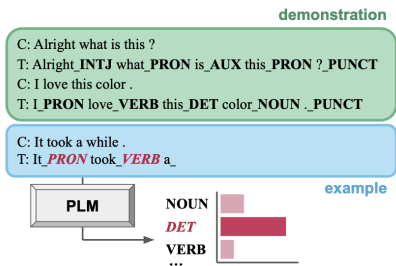 demonstration
C: Alright what is this ?
T: Alright_INTJ what_PRON is_AUX this_PRON ?_PUNCT
C: I love this color .
T: I_PRON love_VERB this_DET color_NOUN ._PUNCT
C: It took a while .
T: It_PRON took_VERB a_
example
PLM
NOUN
DET
VERB
...